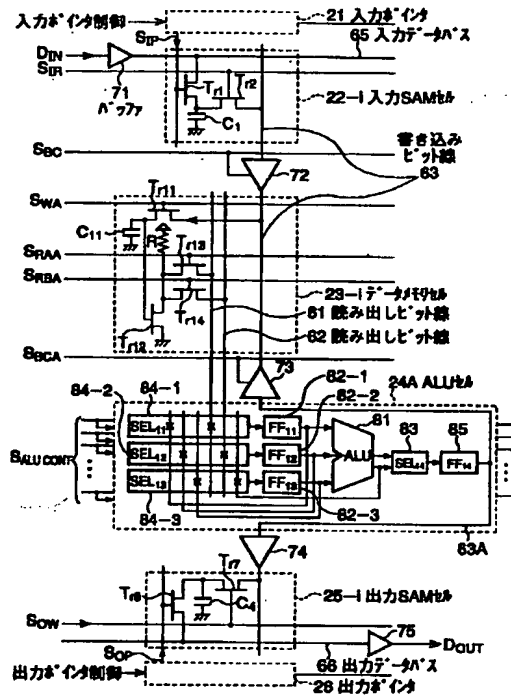 入力ポインタ制御
21 入力ポインタ
SIP
65 入力データバス
DIN
SIR
71 バッファ
Tr1
Tr2
C1
22-i 入力SAMセル
書き込みビット線
63
SBC
72
SWA
Tr11
C11
R
SRAA
Tr13
SRBA
Tr14
Tr12
23-i データメモリセル
61 読み出しビット線
62 読み出しビット線
SBCA
73
24A ALUセル
84-1
84-2
84-3
82-1
82-2
82-3
SEL11
SEL12
SEL13
FF11
FF12
FF13
81
ALU
83
SEL14
85
FF14
SALU CONT
63A
74
Tr7
Tr6
C4
25-i 出力SAMセル
SOW
SOP
75
DOUT
66 出力データバス
出力ポインタ制御
26 出力ポインタ